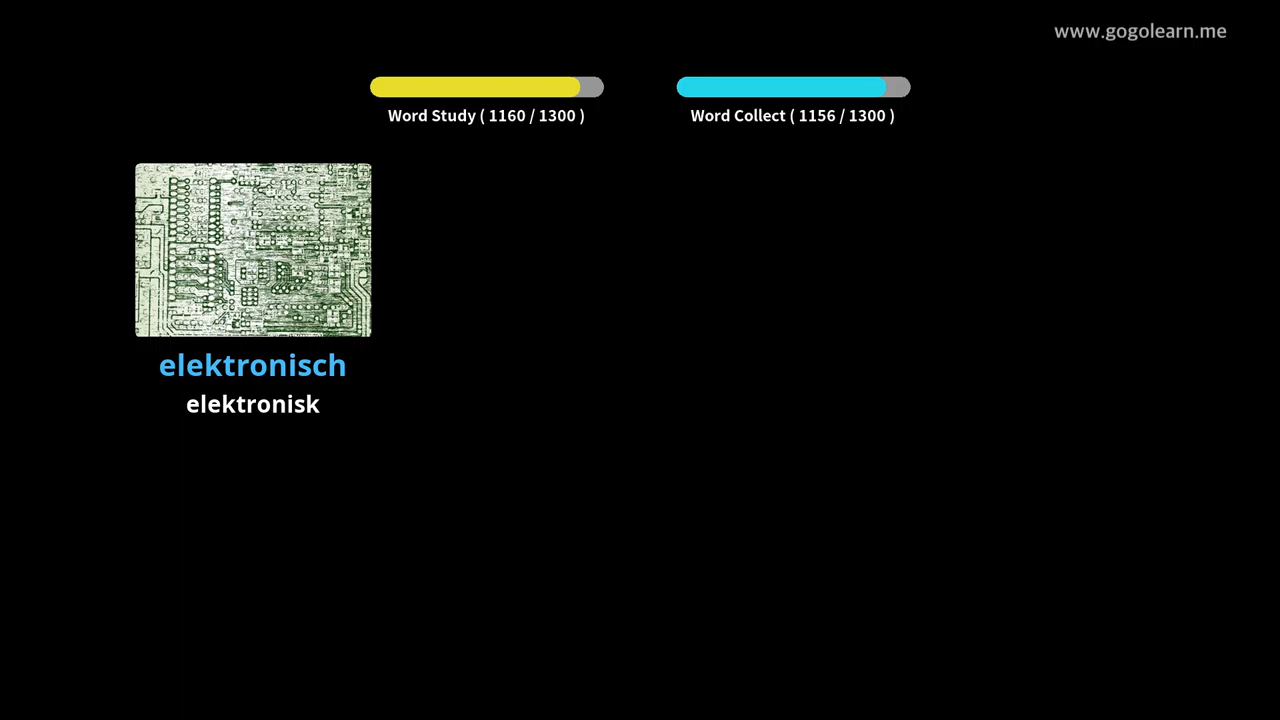 www.gogolearn.me
Word Study ( 1160 / 1300 )
Word Collect ( 1156 / 1300 )
elektronisch
elektronisk